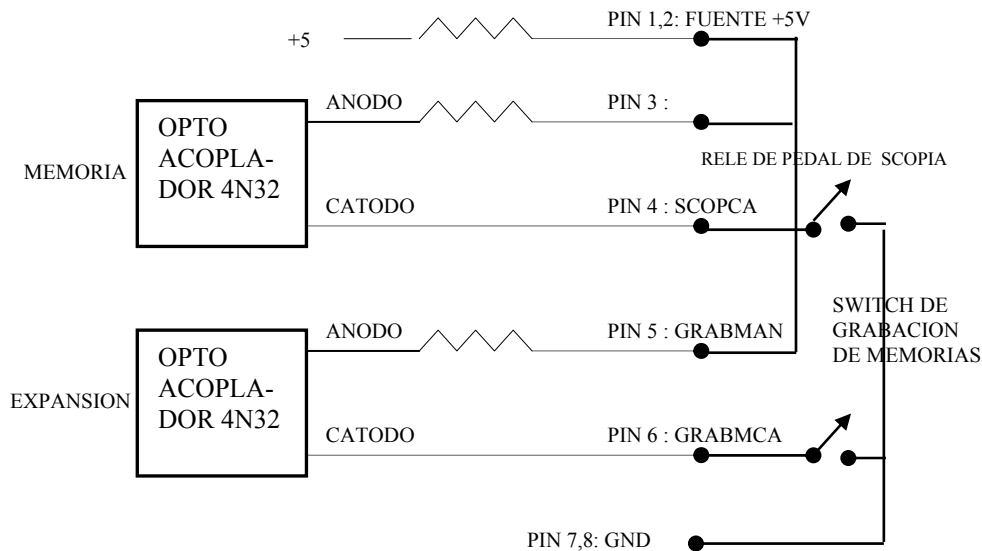 PIN 1,2: FUENTE +5V
+5
ANODO
PIN 3 :
OPTO
ACOPLA-
DOR 4N32
MEMORIA
RELE DE PEDAL DE SCOPIA
CATODO
PIN 4 : SCOPCA
SWITCH DE
GRABACION
DE MEMORIAS
ANODO
PIN 5 : GRABMAN
OPTO
ACOPLA-
DOR 4N32
EXPANSION
CATODO
PIN 6 : GRABMCA
PIN 7,8: GND